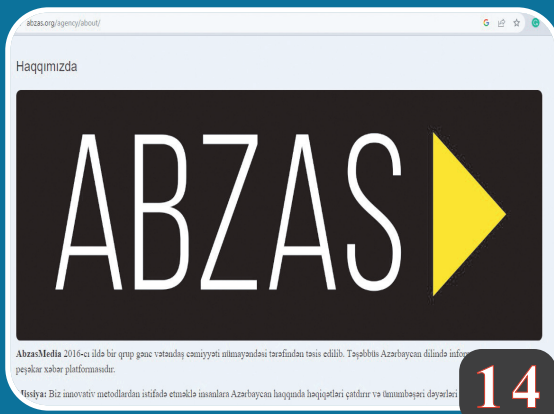 abzas.org/agency/about/
Haqqımızda
ABZAS
AbzasMedia 2016-cı ildə bir qrup gənc vətəndaş cəmiyyəti nümayəndəsi tərəfindən təsis edilib. Təşəbbüs Azərbaycan dilində
peşəkar xəbər platformasıdır.
Missiya: Biz innovativ metodlardan istifadə etməklə insanlara Azərbaycan haqqında həqiqətləri çatdırır və ümumbəşəri dəyərləri
14